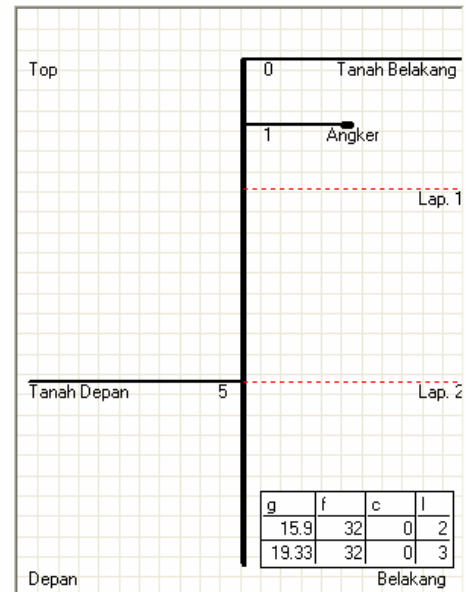 Top 0 Tanah Belakang
1 Angker
Lap. 1
Tanah Depan 5 Lap. 2
g f c l
15.9 32 0 2
19.33 32 0 3
Depan Belakang